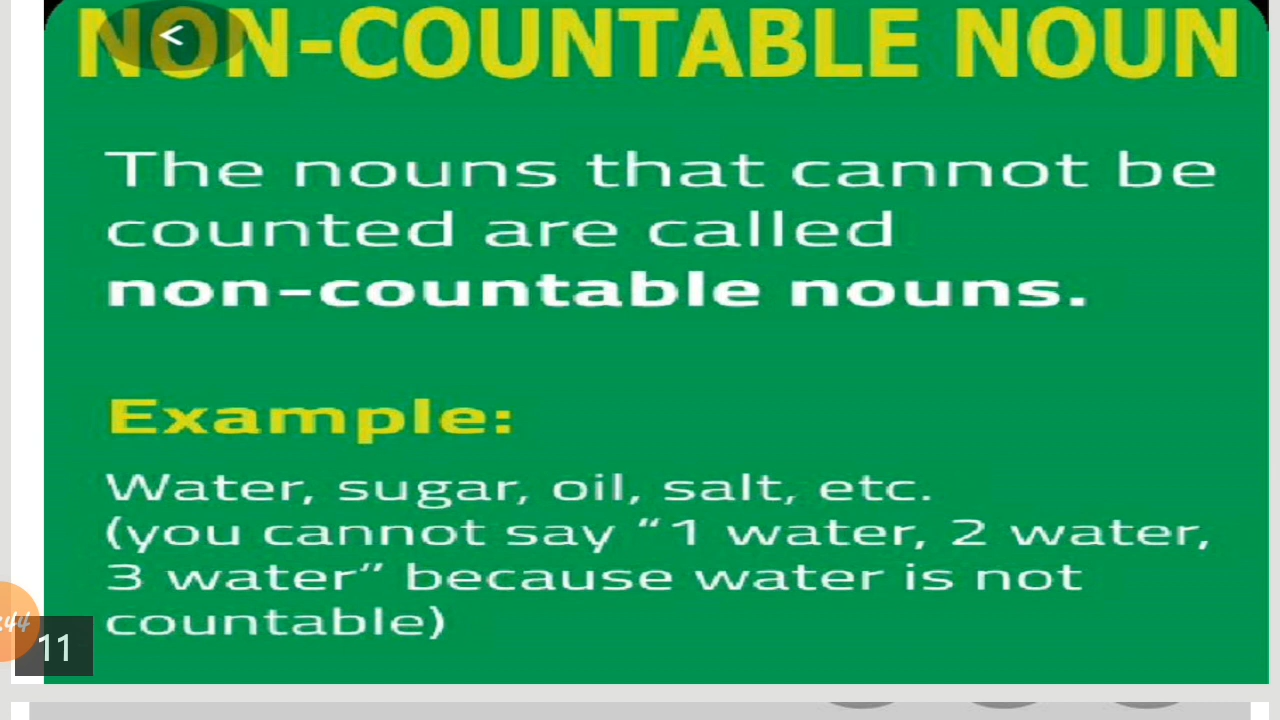 NON-COUNTABLE NOUN
<
The nouns that cannot be
counted are called
non-countable nouns.
Example:
Water, sugar, oil, salt, etc.
(you cannot say “1 water, 2 water,
3 water” because water is not
countable)
:44
11